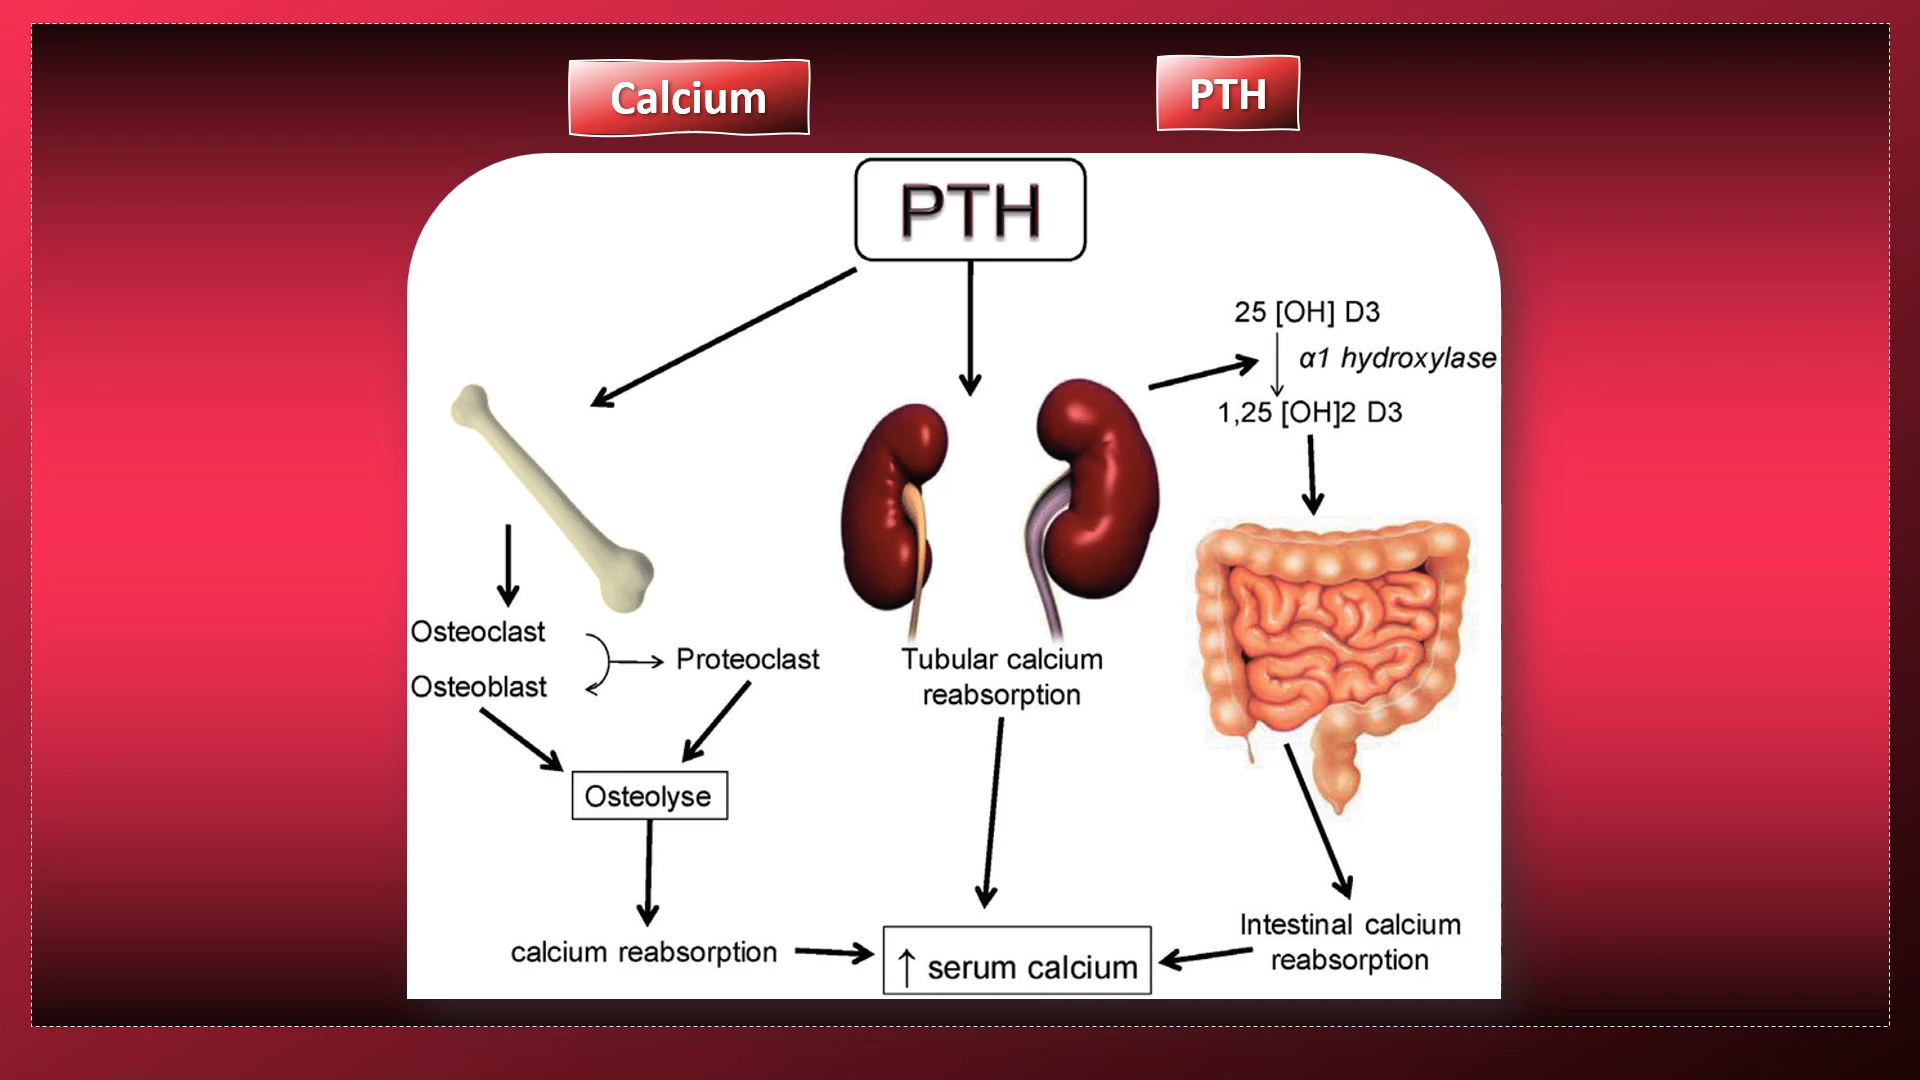 Calcium
PTH
PTH
25 [OH] D3
α1 hydroxylase
1,25 [OH]2 D3
Osteoclast
Osteoblast
Proteoclast
Osteolyse
calcium reabsorption
Tubular calcium
reabsorption
Intestinal calcium
reabsorption
↑ serum calcium